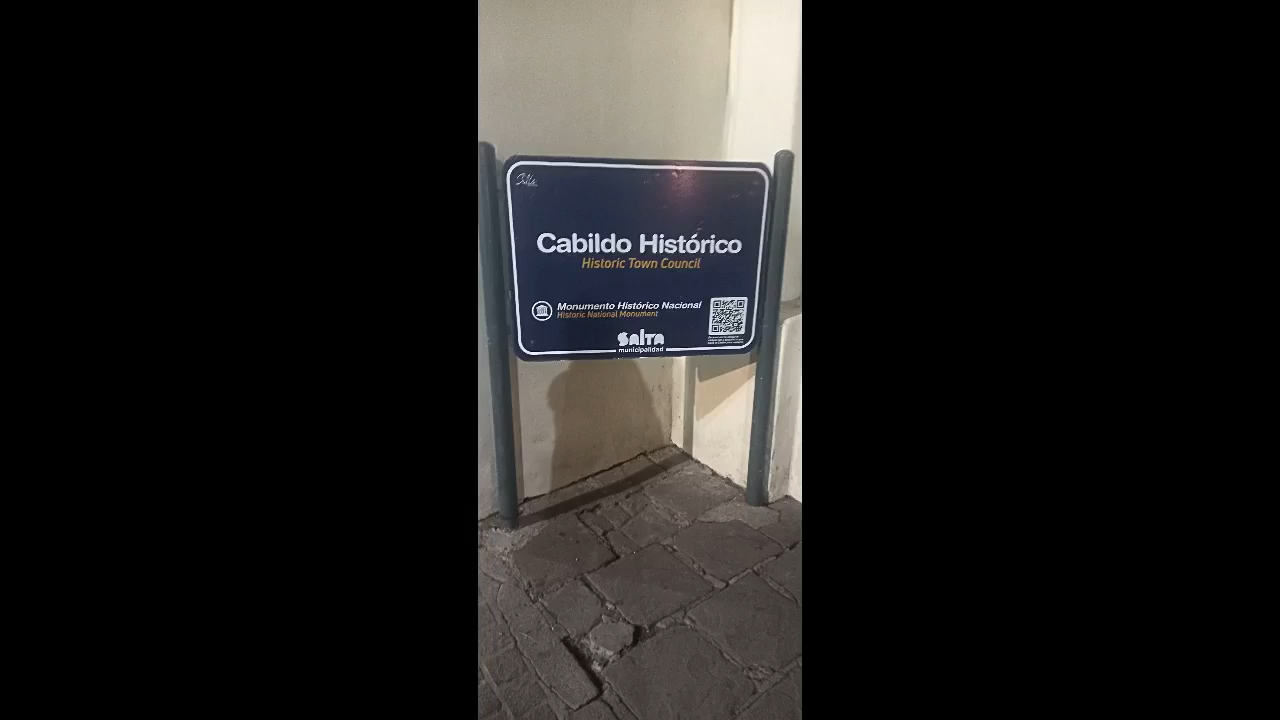 Cabildo Histórico
Historic Town Council
Monumento Histórico Nacional
Historic National Monument
SALTA
municipalidad